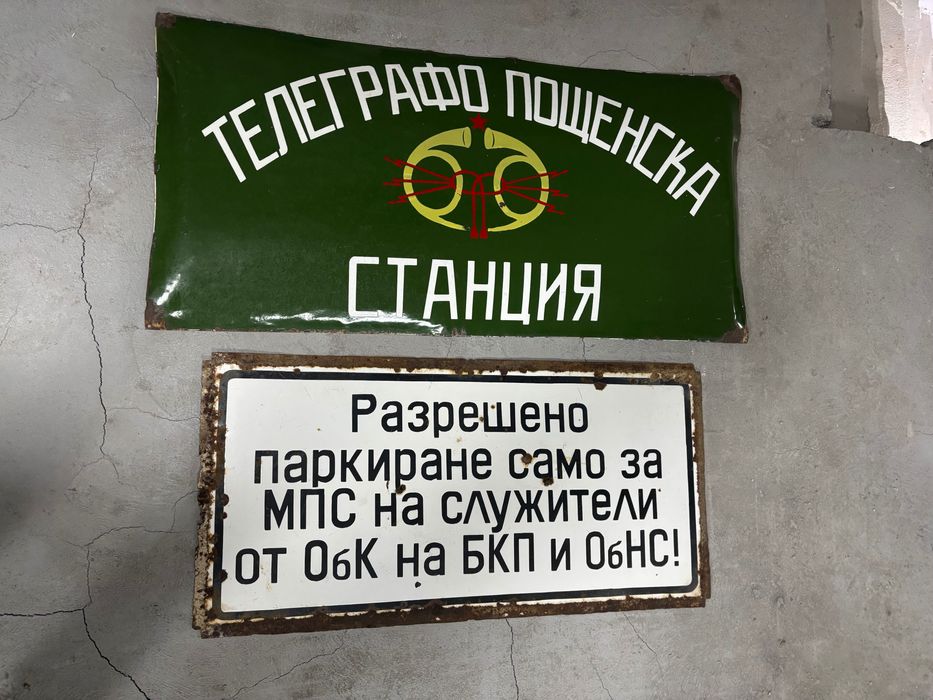 ТЕЛЕГРАФО ПОЩЕНСКА
СТАНЦИЯ
Разрешено
паркиране само за
МПС на служители
от ОбК на БКП и ОбНС!